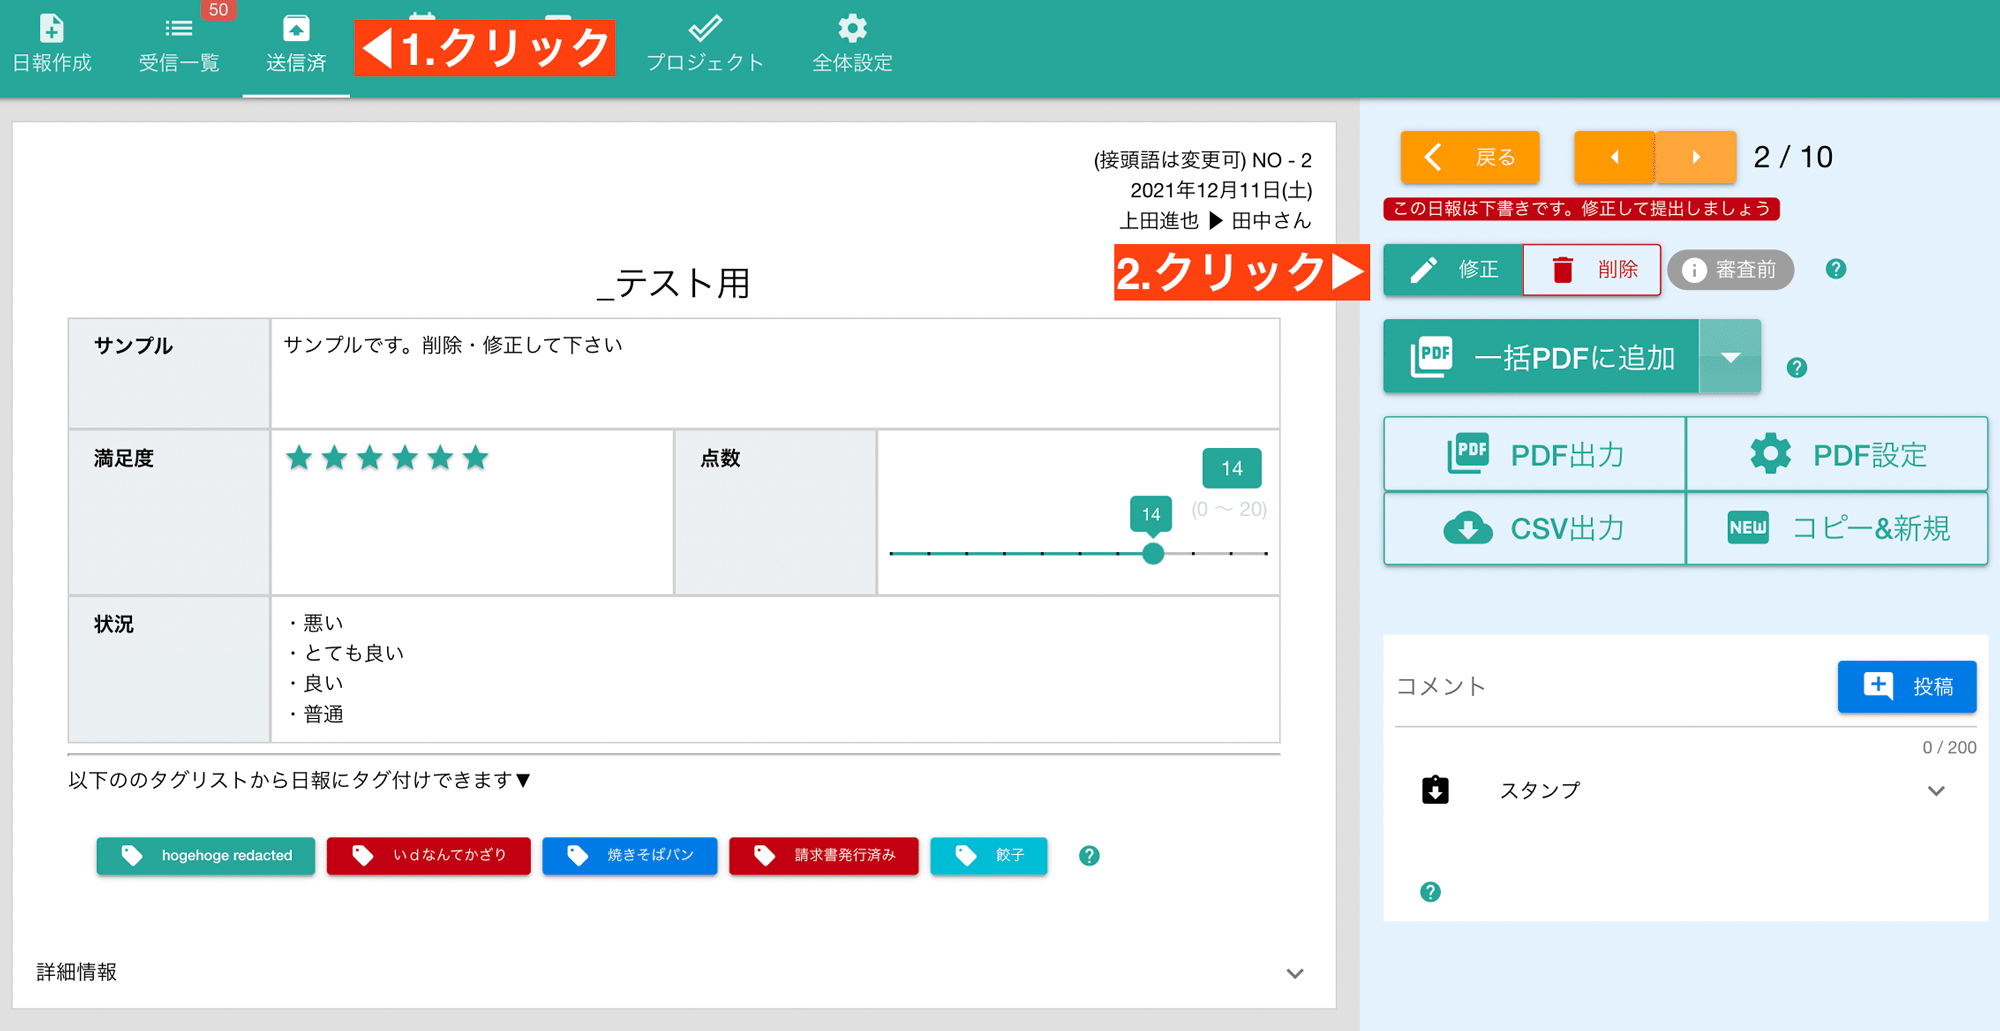 日報作成
50
受信一覧
送信済
◀1.クリック
プロジェクト
全体設定
(接頭語は変更可) NO - 2
2021年12月11日(土)
上田進也 ▶ 田中さん
_テスト用
サンプル
サンプルです。削除・修正して下さい
満足度
★★★★★★
点数
14
(0 〜 20)
14
状況
・悪い
・とても良い
・良い
・普通
以下ののタグリストから日報にタグ付けできます▼
hogehoge redacted
いｄなんてかざり
焼きそばパン
請求書発行済み
餃子
?
詳細情報
戻る
2 / 10
この日報は下書きです。修正して提出しましょう
2.クリック▶
修正
削除
審査前
?
PDF
一括PDFに追加
?
PDF
PDF出力
PDF設定
CSV出力
NEW
コピー&新規
コメント
投稿
0 / 200
スタンプ
?